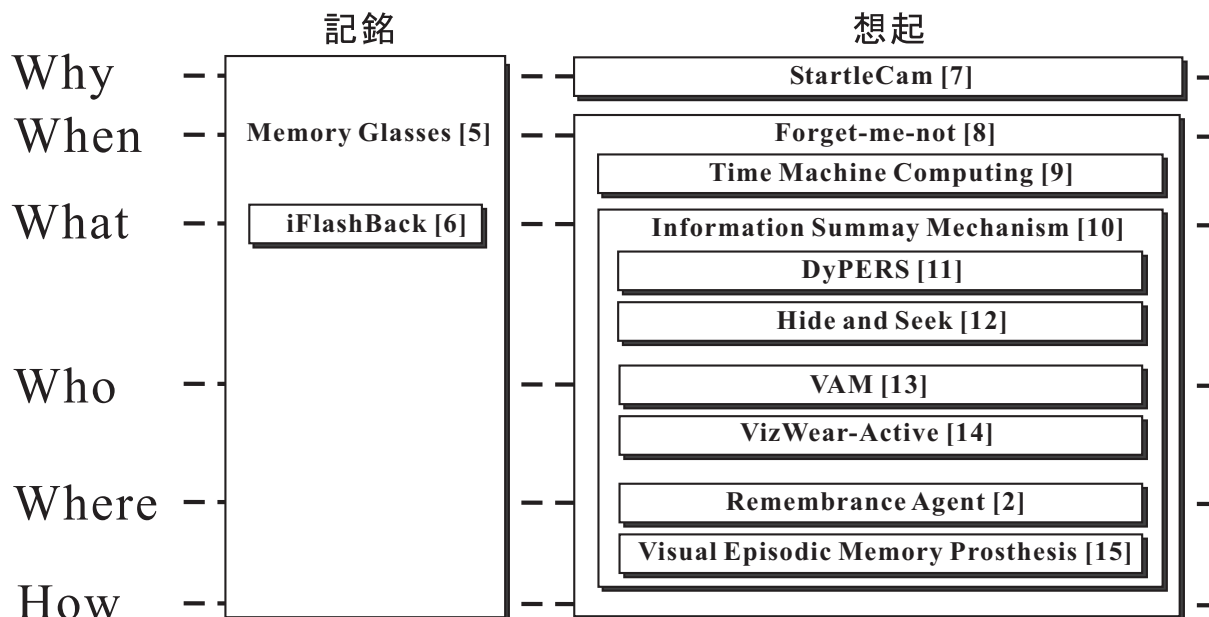 記銘 想起
Why StartleCam [7]
When Memory Glasses [5] Forget-me-not [8]
Time Machine Computing [9]
What iFlashBack [6] Information Summay Mechanism [10]
DyPERS [11]
Hide and Seek [12]
Who VAM [13]
VizWear-Active [14]
Where Remembrance Agent [2]
Visual Episodic Memory Prosthesis [15]
How